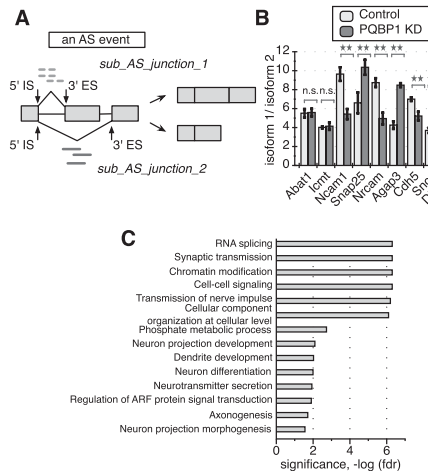 A
an AS event
sub_AS_junction_1
5' IS
3' ES
5' IS
3' ES
sub_AS_junction_2
B
Control
PQBP1 KD
isoform 1/ isoform 2
12
10
8
6
4
2
0
n.s.
n.s.
★★
★★
★★
★★
★★
Abat1
Icmt
Ncam1
Snap25
Nrcam
Agap3
Cdh5
C
RNA splicing
Synaptic transmission
Chromatin modification
Cell-cell signaling
Transmission of nerve impulse
Cellular component
organization at cellular level
Phosphate metabolic process
Neuron projection development
Dendrite development
Neuron differentiation
Neurotransmitter secretion
Regulation of ARF protein signal transduction
Axonogenesis
Neuron projection morphogenesis
0 2 4 6
significance, -log (fdr)